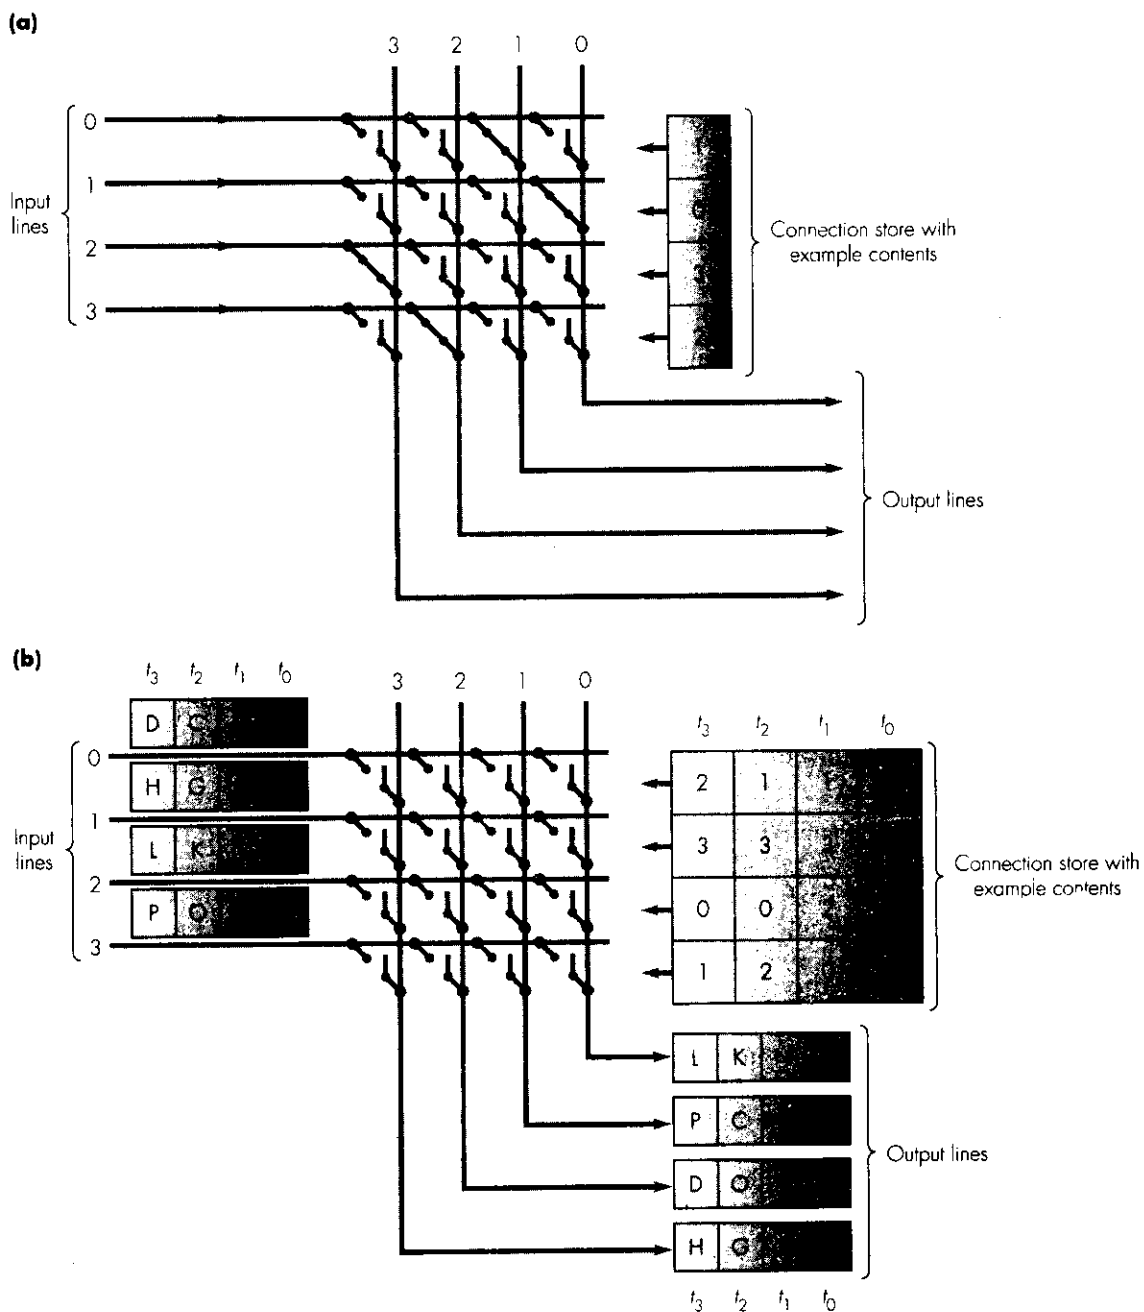 (a)
3 2 1 0
0
1
2
3
Input
lines
Connection store with
example contents
Output lines
(b)
t3 t2 t1 t0
3 2 1 0
t3 t2 t1 t0
D C
H G
L K
P O
0
1
2
3
Input
lines
2 1
3 3
0 0
1 2
Connection store with
example contents
L K
P C
D O
H G
Output lines
t3 t2 t1 t0